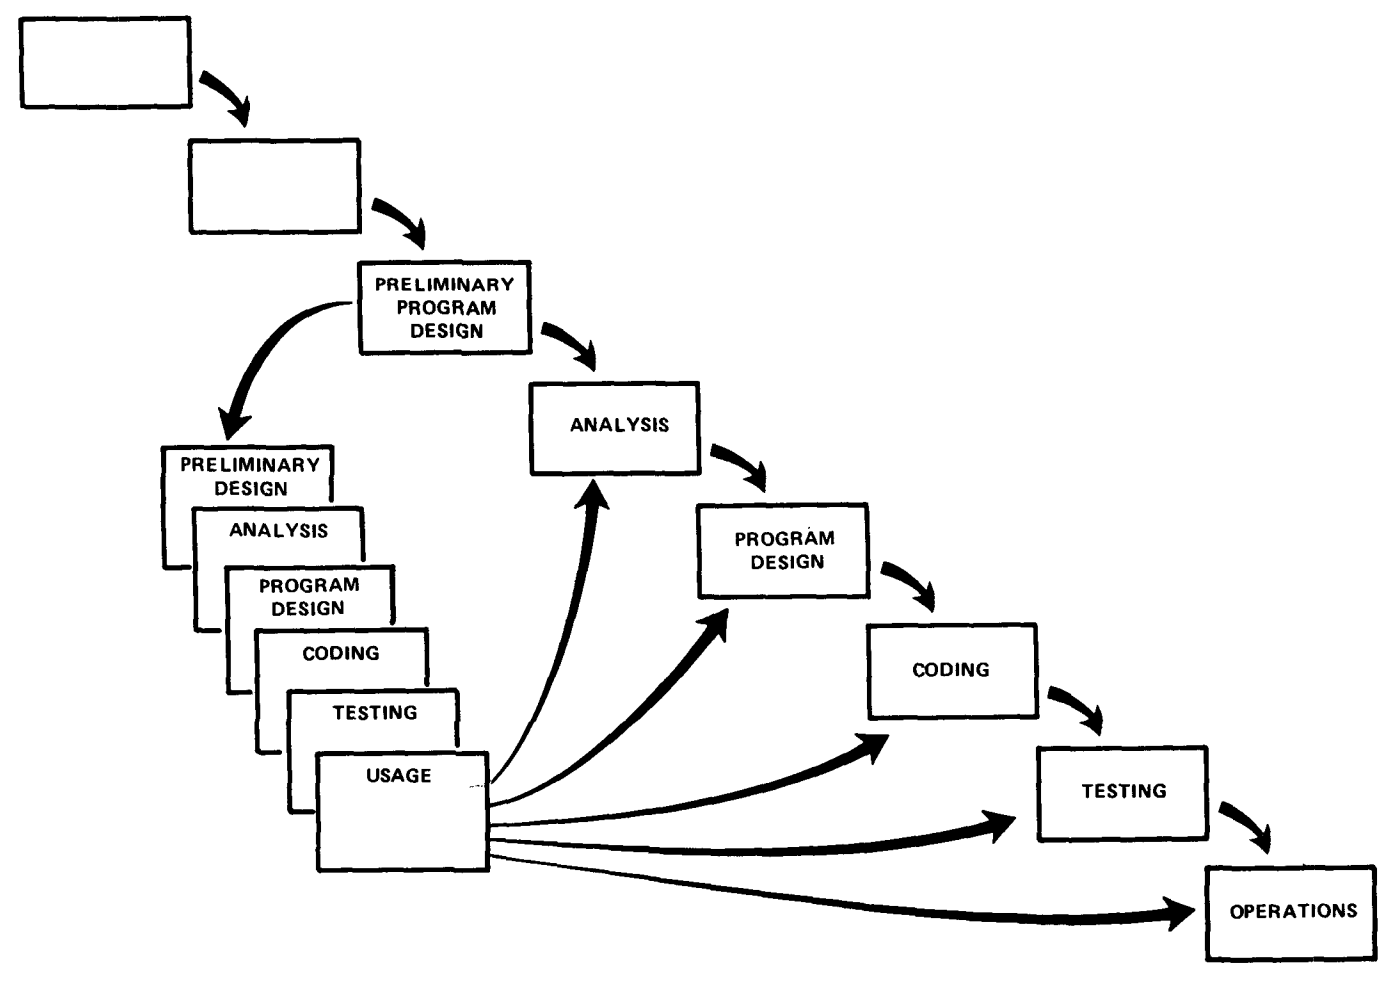 PRELIMINARY
PROGRAM
DESIGN
ANALYSIS
PROGRAM
DESIGN
CODING
TESTING
OPERATIONS
PRELIMINARY
DESIGN
ANALYSIS
PROGRAM
DESIGN
CODING
TESTING
USAGE